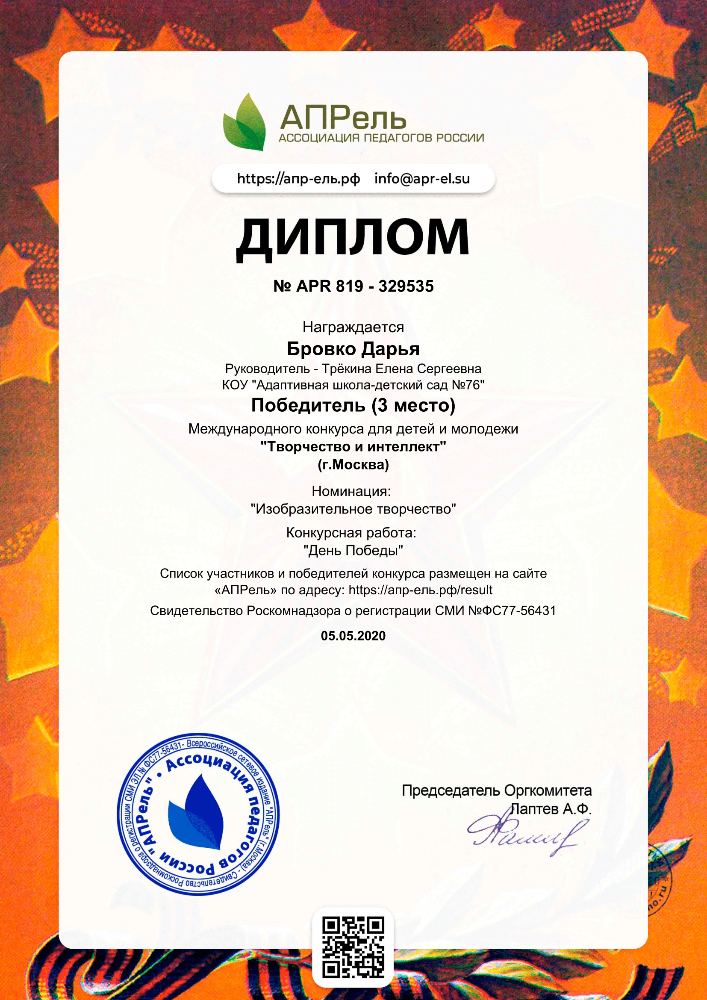 АПРель
АССОЦИАЦИЯ ПЕДАГОГОВ РОССИИ
https://апр-ель.рф info@apr-el.su
ДИПЛОМ
№ APR 819 - 329535
Награждается
Бровко Дарья
Руководитель - Трёкина Елена Сергеевна
КОУ "Адаптивная школа-детский сад №76"
Победитель (3 место)
Международного конкурса для детей и молодежи
"Творчество и интеллект"
(г.Москва)
Номинация:
"Изобразительное творчество"
Конкурсная работа:
"День Победы"
Список участников и победителей конкурса размещен на сайте
«АПРель» по адресу: https://апр-ель.рф/result
Свидетельство Роскомнадзора о регистрации СМИ №ФС77-56431
05.05.2020
Свидетельство Роскомнадзора о регистрации СМИ ЭЛ № ФС77-56431- Всероссийское сетевое издание "АПРель" (г.Москва) -
Ассоциация педагогов России "АПРель" •
Председатель Оргкомитета
Лаптев А.Ф.